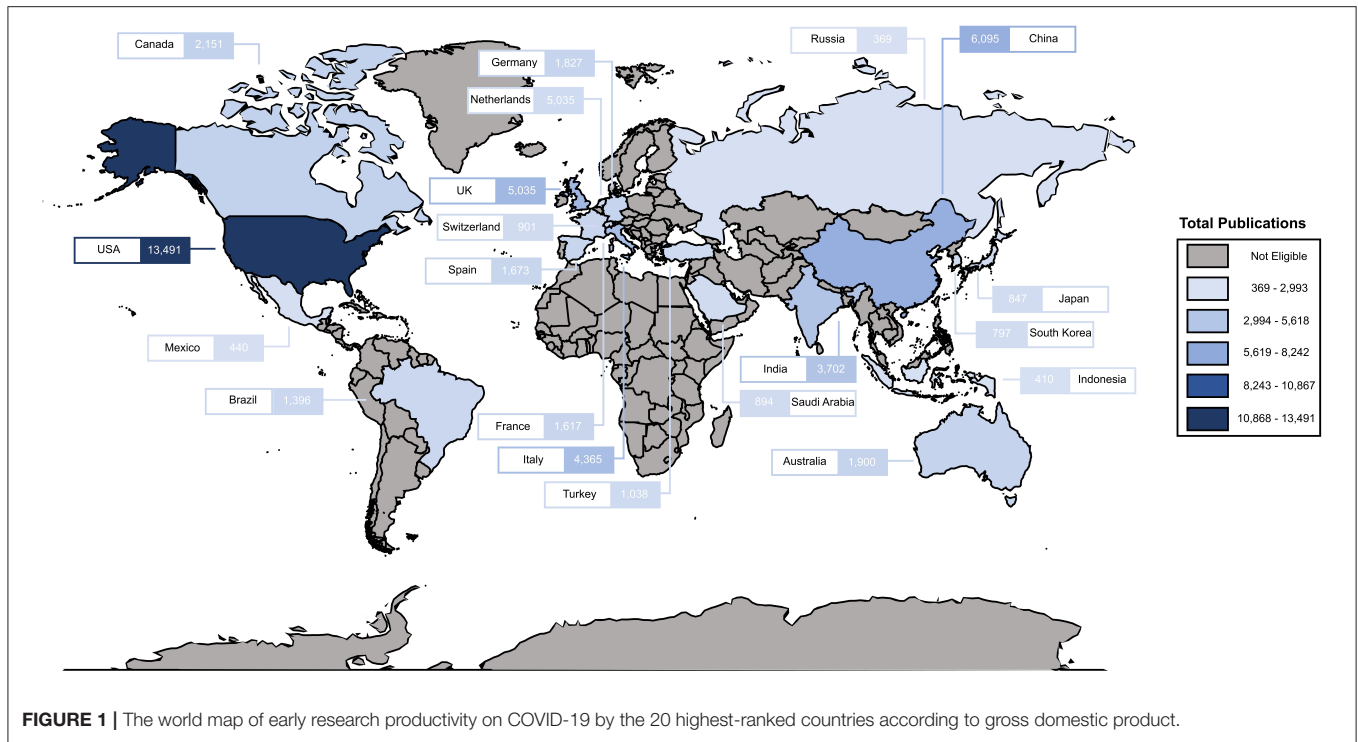 Canada 2,151
Russia 369
6,095 China
Germany 1,827
Netherlands 5,035
UK 5,035
Switzerland 901
USA 13,491
Spain 1,673
Mexico 440
Brazil 1,396
France 1,617
Italy 4,365
Turkey 1,038
India 3,702
894 Saudi Arabia
847 Japan
797 South Korea
410 Indonesia
Australia 1,900
Total Publications
Not Eligible
369 - 2,993
2,994 - 5,618
5,619 - 8,242
8,243 - 10,867
10,868 - 13,491
FIGURE 1 | The world map of early research productivity on COVID-19 by the 20 highest-ranked countries according to gross domestic product.